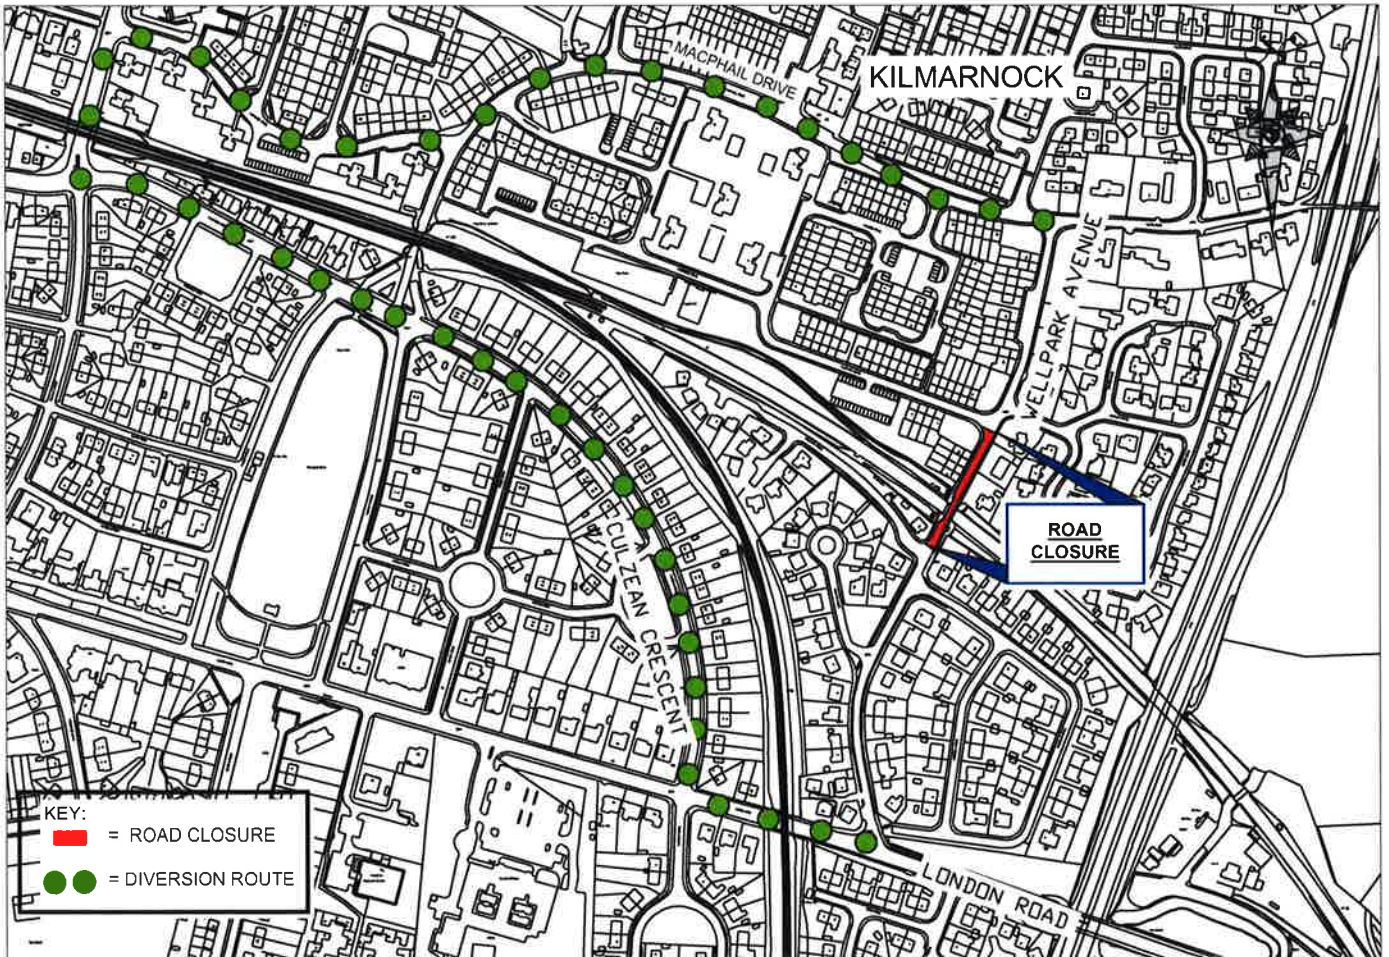 MACPHAIL DRIVE
KILMARNOCK
WELLPARK AVENUE
ROAD
CLOSURE
CULZEAN CRESCENT
LONDON ROAD
KEY:
= ROAD CLOSURE
= DIVERSION ROUTE